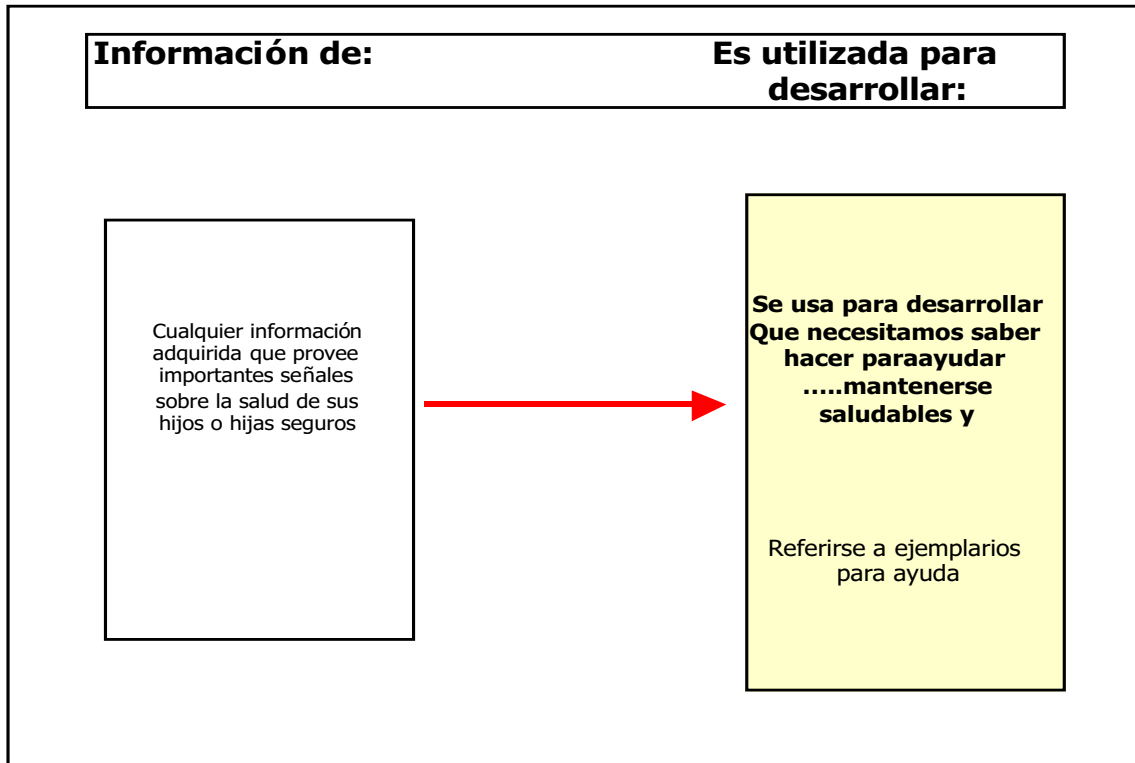 Información de:
Es utilizada para
desarrollar:
Cualquier información
adquirida que provee
importantes señales
sobre la salud de sus
hijos o hijas seguros
Se usa para desarrollar
Que necesitamos saber
hacer paraayudar
.....mantenerse
saludables y
Referirse a ejemplarios
para ayuda